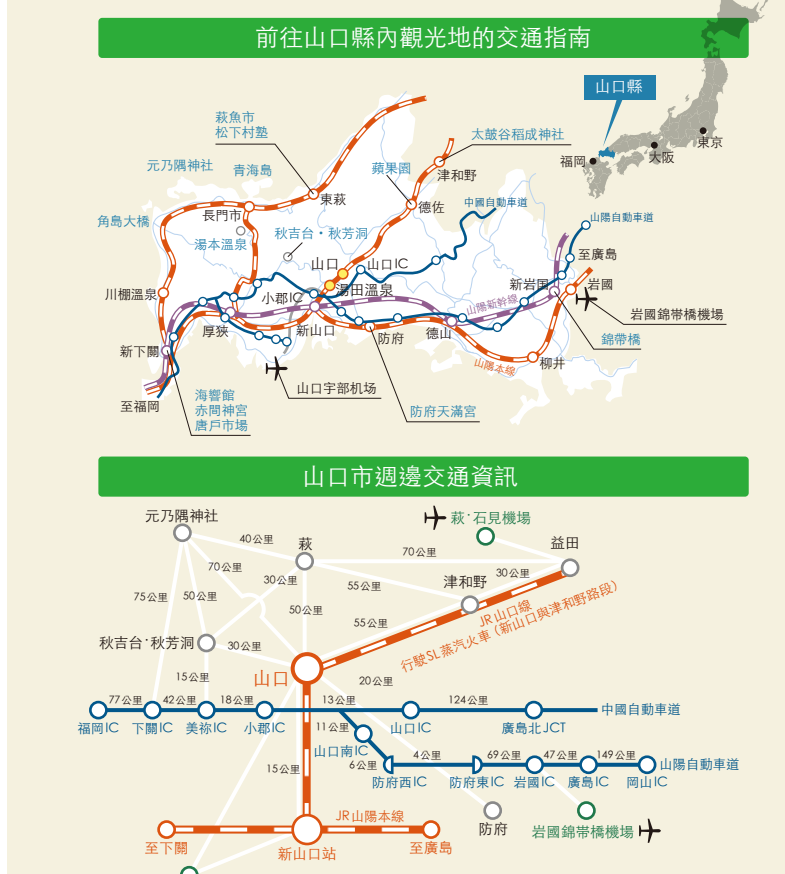 前往山口縣內觀光地的交通指南
山口縣
福岡
大阪
東京
萩魚市
松下村塾
太皷谷稻成神社
元乃隅神社
青海島
蘋果園
津和野
東萩
德佐
中國自動車道
角島大橋
長門市
湯本溫泉
秋吉台・秋芳洞
山陽自動車道
山口
山口IC
至廣島
湯田溫泉
川棚溫泉
小郡IC
新岩国
岩國
山陽新幹線
岩國錦帯橋機場
厚狹
新山口
防府
德山
錦帶橋
新下關
山陽本線
柳井
至福岡
海響館
赤間神宮
唐戶市場
山口宇部机场
防府天滿宮
山口市週邊交通資訊
元乃隅神社
萩·石見機場
40公里
萩
70公里
益田
70公里
30公里
55公里
津和野
30公里
75公里
50公里
50公里
55公里
JR山口線
行駛SL蒸汽火車（新山口與津和野路段）
秋吉台·秋芳洞
30公里
15公里
山口
20公里
77公里
42公里
18公里
13公里
124公里
中國自動車道
福岡IC
下關IC
美祢IC
小郡IC
11公里
山口IC
廣島北JCT
山口南IC
15公里
6公里
4公里
69公里
47公里
149公里
山陽自動車道
防府西IC
防府東IC
岩國IC
廣島IC
岡山IC
JR山陽本線
防府
岩國錦帯橋機場
至下關
新山口站
至廣島